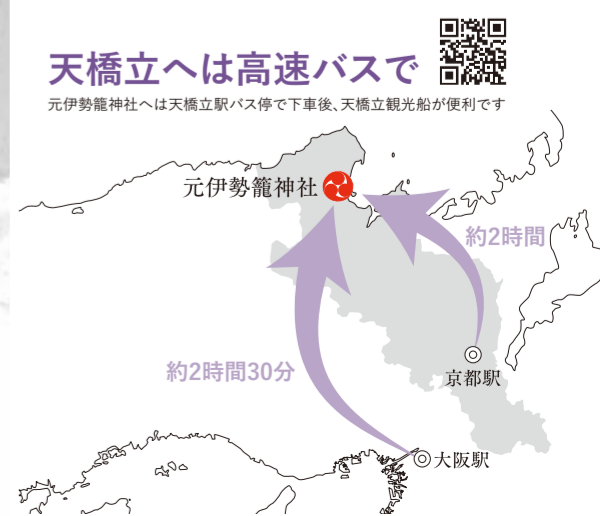 天橋立へは高速バスで
元伊勢籠神社へは天橋立駅バス停で下車後、天橋立観光船が便利です
元伊勢籠神社
約2時間
約2時間30分
京都駅
大阪駅